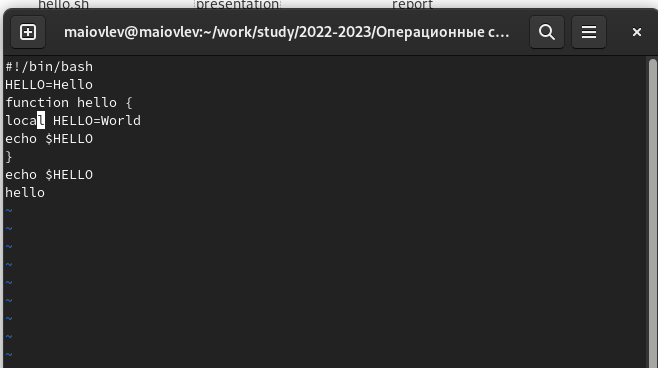 hello.sh presentation report
maiovlev@maiovlev:~/work/study/2022-2023/Операционные с...
#!/bin/bash
HELLO=Hello
function hello {
local HELLO=World
echo $HELLO
}
echo $HELLO
hello
~
~
~
~
~
~
~
~
~